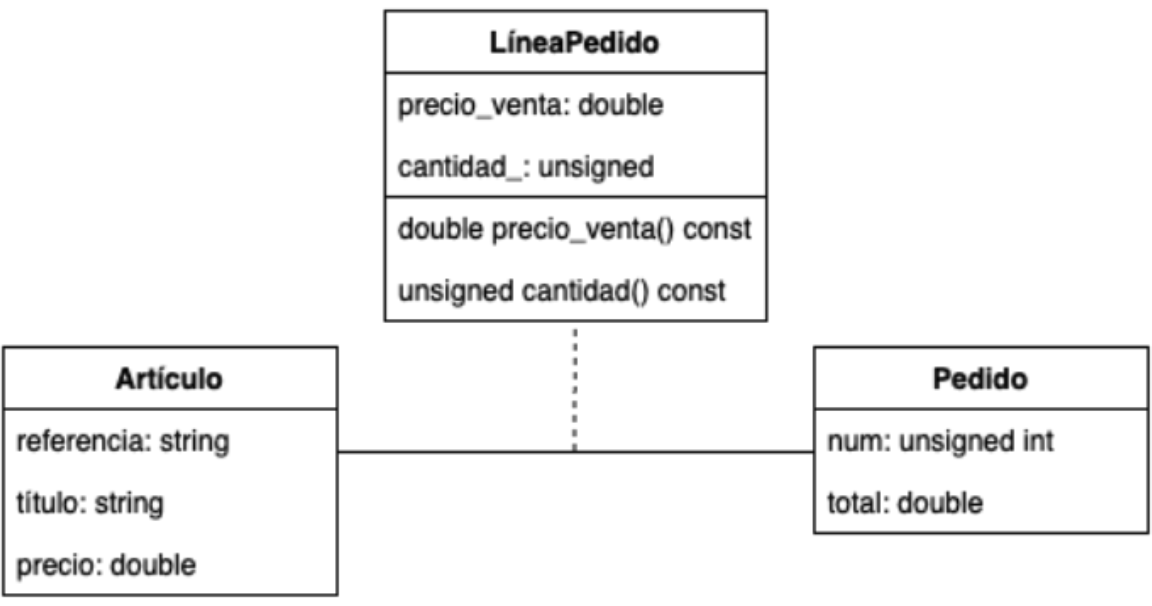 LíneaPedido
precio_venta: double
cantidad_: unsigned
double precio_venta() const
unsigned cantidad() const
Artículo
referencia: string
título: string
precio: double
Pedido
num: unsigned int
total: double